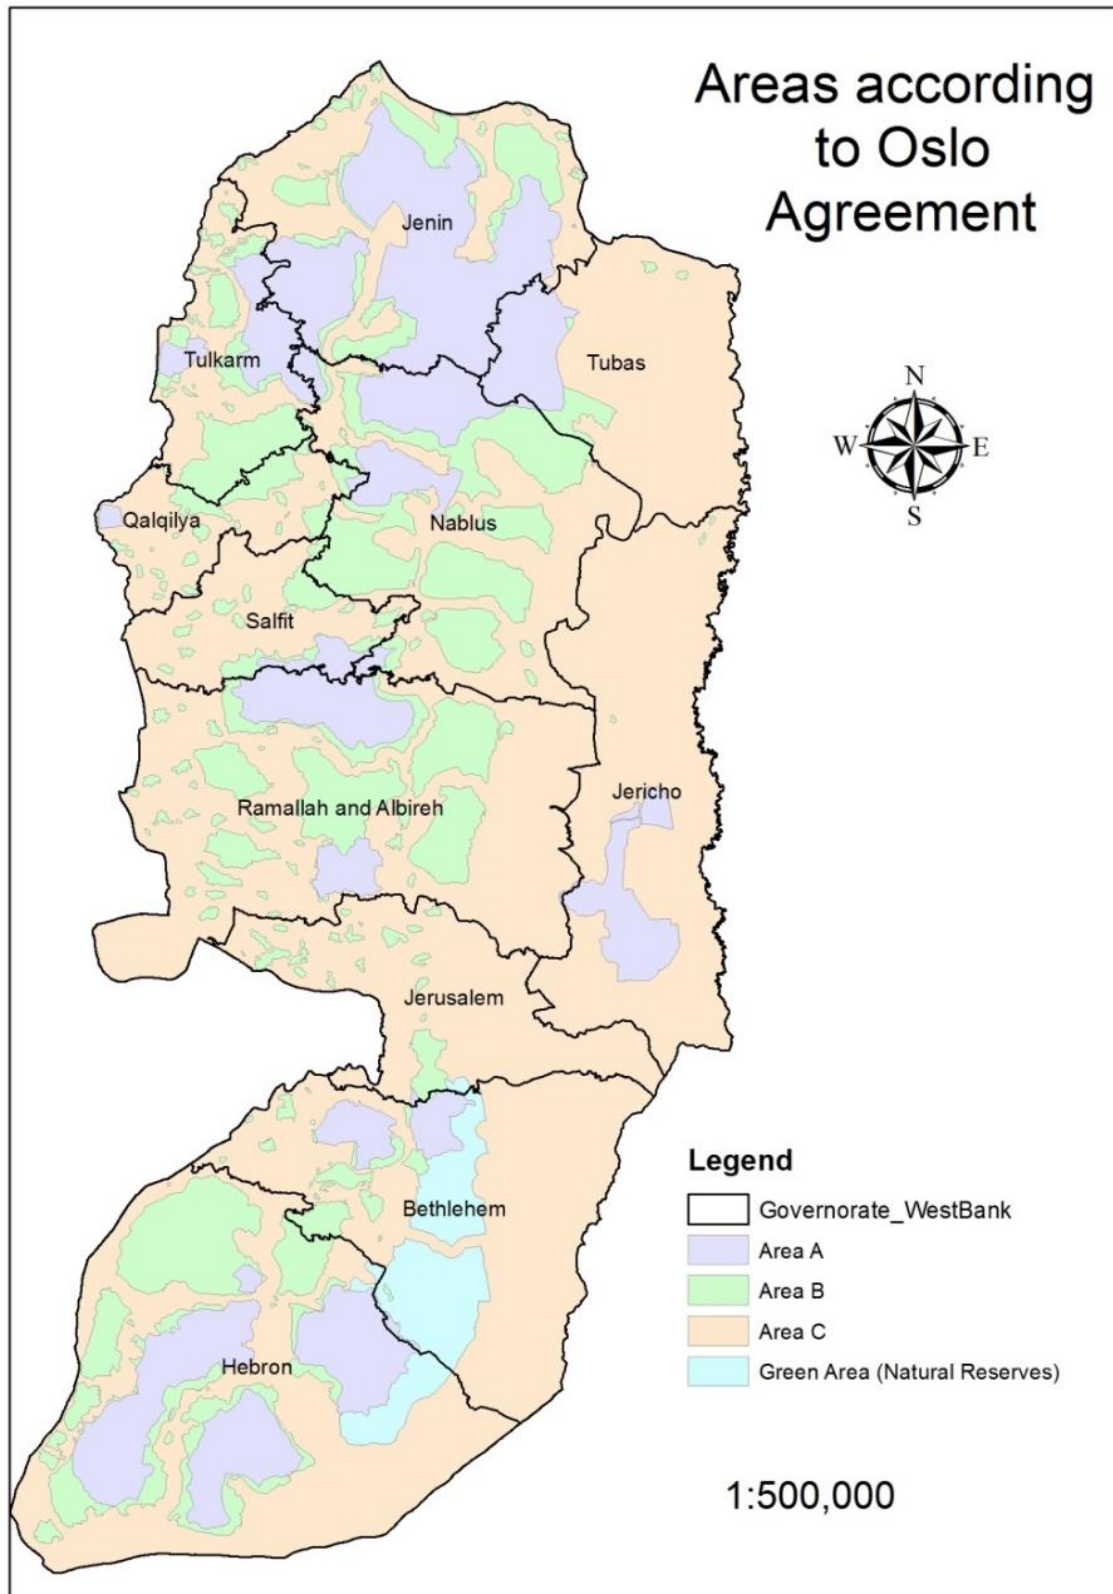 Areas according
to Oslo
Agreement
Jenin
Tulkarm
Tubas
N
W
E
S
Qalqilya
Nablus
Salfit
Jericho
Ramallah and Albireh
Jerusalem
Bethlehem
Hebron
Legend
Governorate_WestBank
Area A
Area B
Area C
Green Area (Natural Reserves)
1:500,000